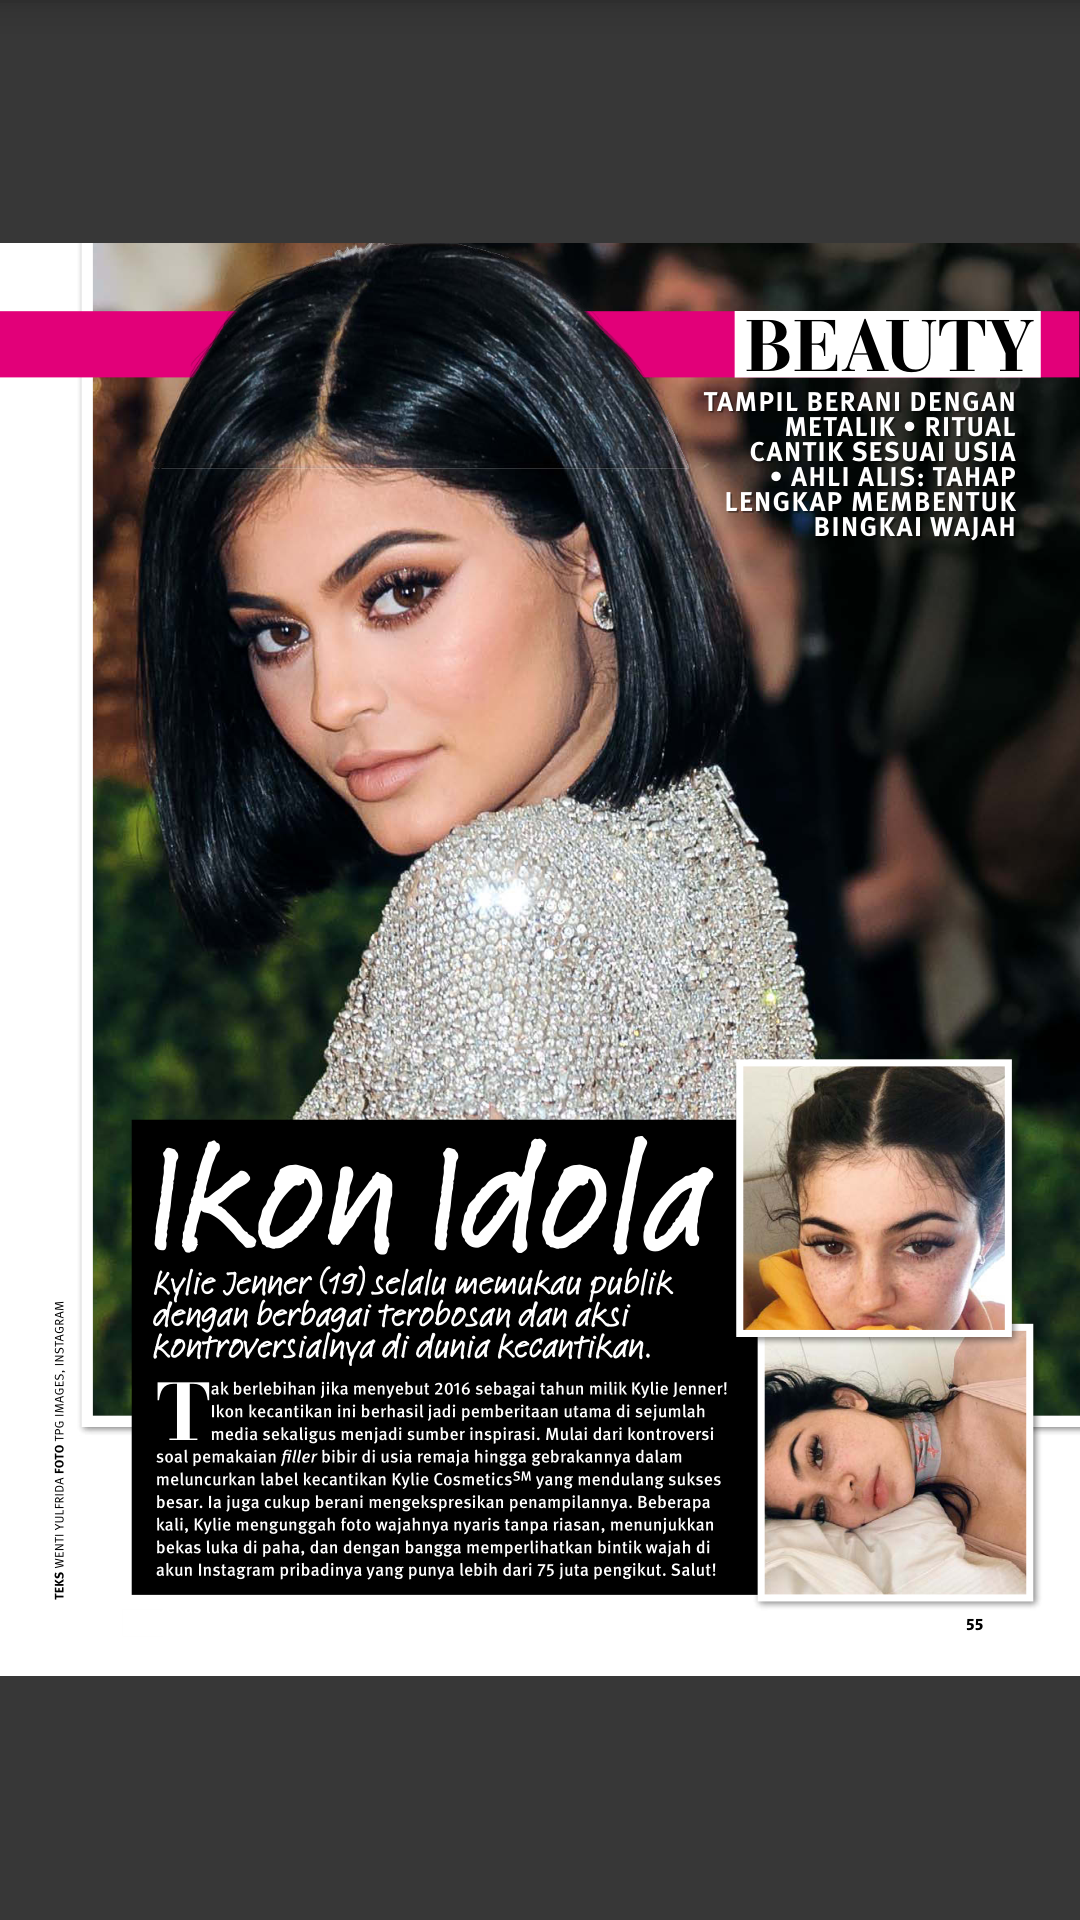 BEAUTY
TAMPIL BERANI DENGAN
METALIK • RITUAL
CANTIK SESUAI USIA
• AHLI ALIS: TAHAP
LENGKAP MEMBENTUK
BINGKAI WAJAH
Ikon Idola
Kylie Jenner (19) selalu memukau publik
dengan berbagai terobosan dan aksi
kontroversialnya di dunia kecantikan.
Tak berlebihan jika menyebut 2016 sebagai tahun milik Kylie Jenner!
Ikon kecantikan ini berhasil jadi pemberitaan utama di sejumlah
media sekaligus menjadi sumber inspirasi. Mulai dari kontroversi
soal pemakaian filler bibir di usia remaja hingga gebrakannya dalam
meluncurkan label kecantikan Kylie Cosmetics℠ yang mendulang sukses
besar. Ia juga cukup berani mengekspresikan penampilannya. Beberapa
kali, Kylie mengunggah foto wajahnya nyaris tanpa riasan, menunjukkan
bekas luka di paha, dan dengan bangga memperlihatkan bintik wajah di
akun Instagram pribadinya yang punya lebih dari 75 juta pengikut. Salut!
TEKS WENTI YULFRIDA FOTO TPG IMAGES, INSTAGRAM
55